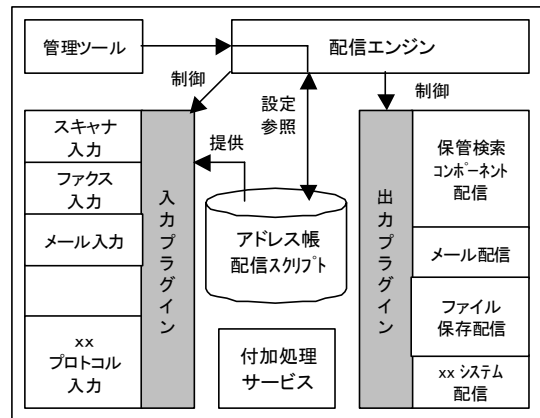 管理ツール
配信エンジン
制御
設定
参照
制御
スキャナ
入力
ファクス
入力
メール入力
xx
プロトコル
入力
入力プラグイン
提供
アドレス帳
配信スクリプト
付加処理
サービス
出力プラグイン
保管検索
コンポーネント
配信
メール配信
ファイル
保存配信
xx システム
配信